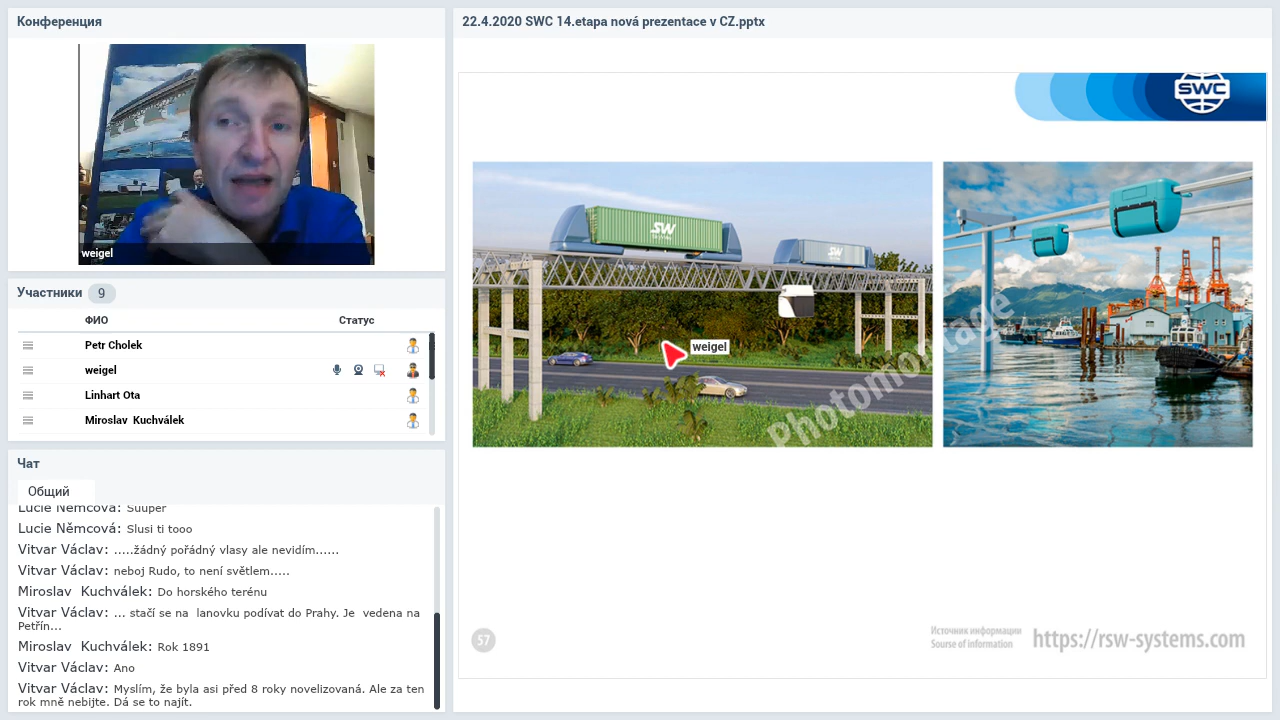 Конференция
weigel
Участники 9
ФИО Статус
Petr Cholek
weigel
Linhart Ota
Miroslav Kuchválek
Чат
Общий
Lucie Němcová: Suuper
Lucie Němcová: Slusi ti tooo
Vitvar Václav: .....žádný pořádný vlasy ale nevidím......
Vitvar Václav: neboj Rudo, to není světlem.....
Miroslav Kuchválek: Do horského terénu
Vitvar Václav: ... stačí se na lanovku podívat do Prahy. Je vedena na
Petřín...
Miroslav Kuchválek: Rok 1891
Vitvar Václav: Ano
Vitvar Václav: Myslím, že byla asi před 8 roky novelizovaná. Ale za ten
rok mně nebijte. Dá se to najít.
22.4.2020 SWC 14.etapa nová prezentace v CZ.pptx
SWC
SW
SW
weigel
Photomontage
57
Источник информации
Sourse of information
https://rsw-systems.com